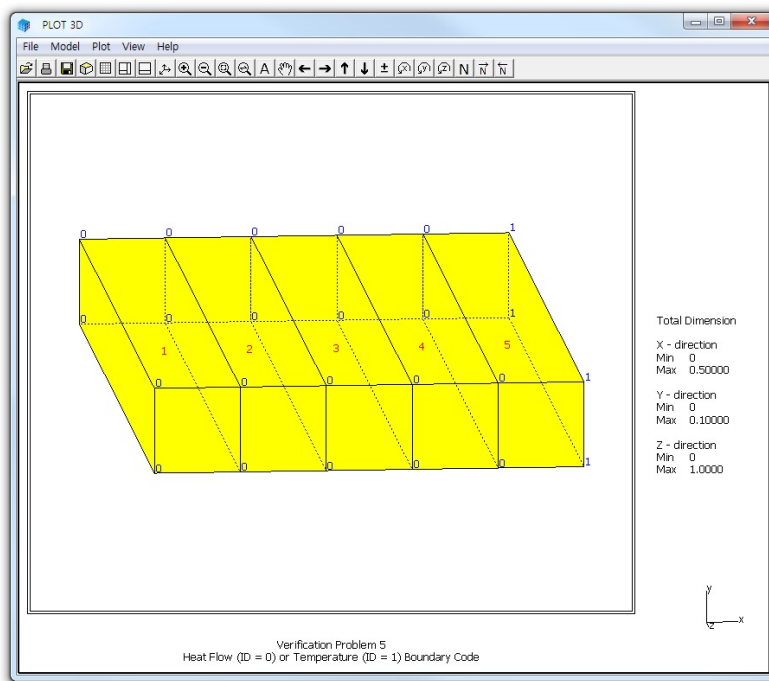 PLOT 3D
File Model Plot View Help
A N N N
0 0 0 0 0 1
0 0 0 0 0 1
1 2 3 4 5
0 0 0 0 0 1
0 0 0 0 0 1
Total Dimension
X - direction
Min 0
Max 0.50000
Y - direction
Min 0
Max 0.10000
Z - direction
Min 0
Max 1.0000
y
x
z
Verification Problem 5
Heat Flow (ID = 0) or Temperature (ID = 1) Boundary Code